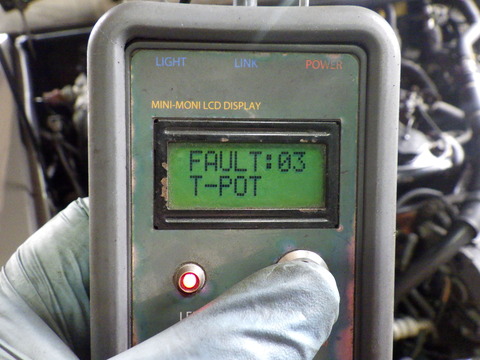 LIGHT LINK POWER
MINI-MONI LCD DISPLAY
FAULT:03
T-POT